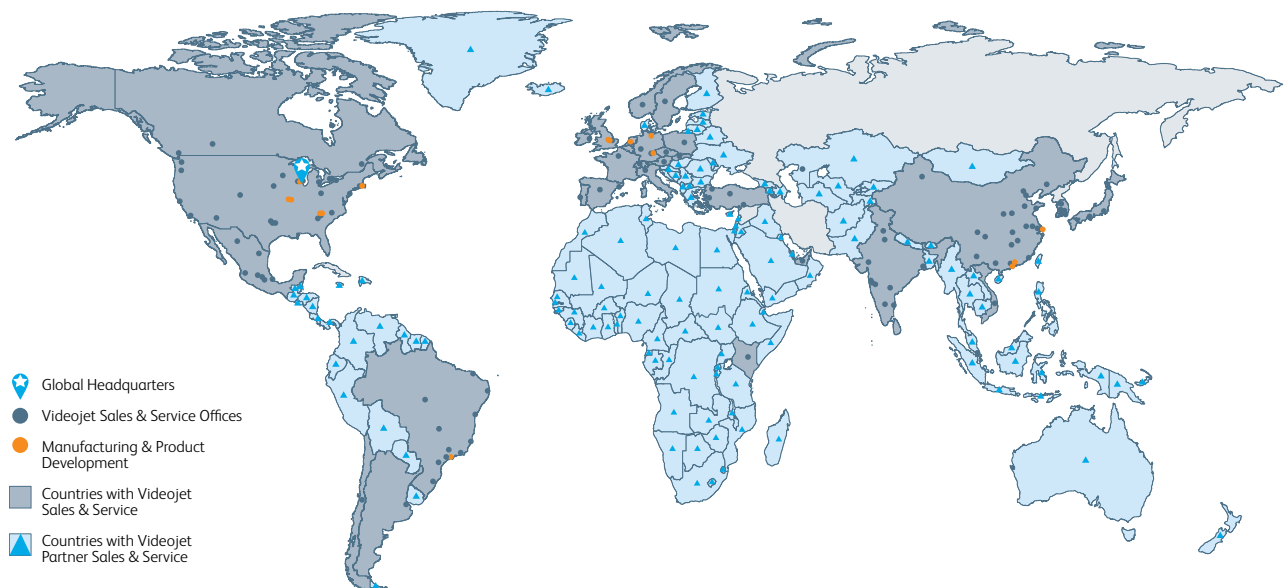 Global Headquarters
Videojet Sales & Service Offices
Manufacturing & Product
Development
Countries with Videojet
Sales & Service
Countries with Videojet
Partner Sales & Service